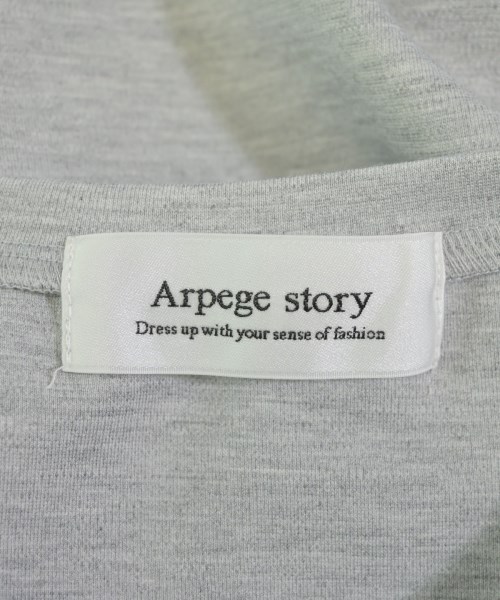 Arpege story
Dress up with your sense of fashion